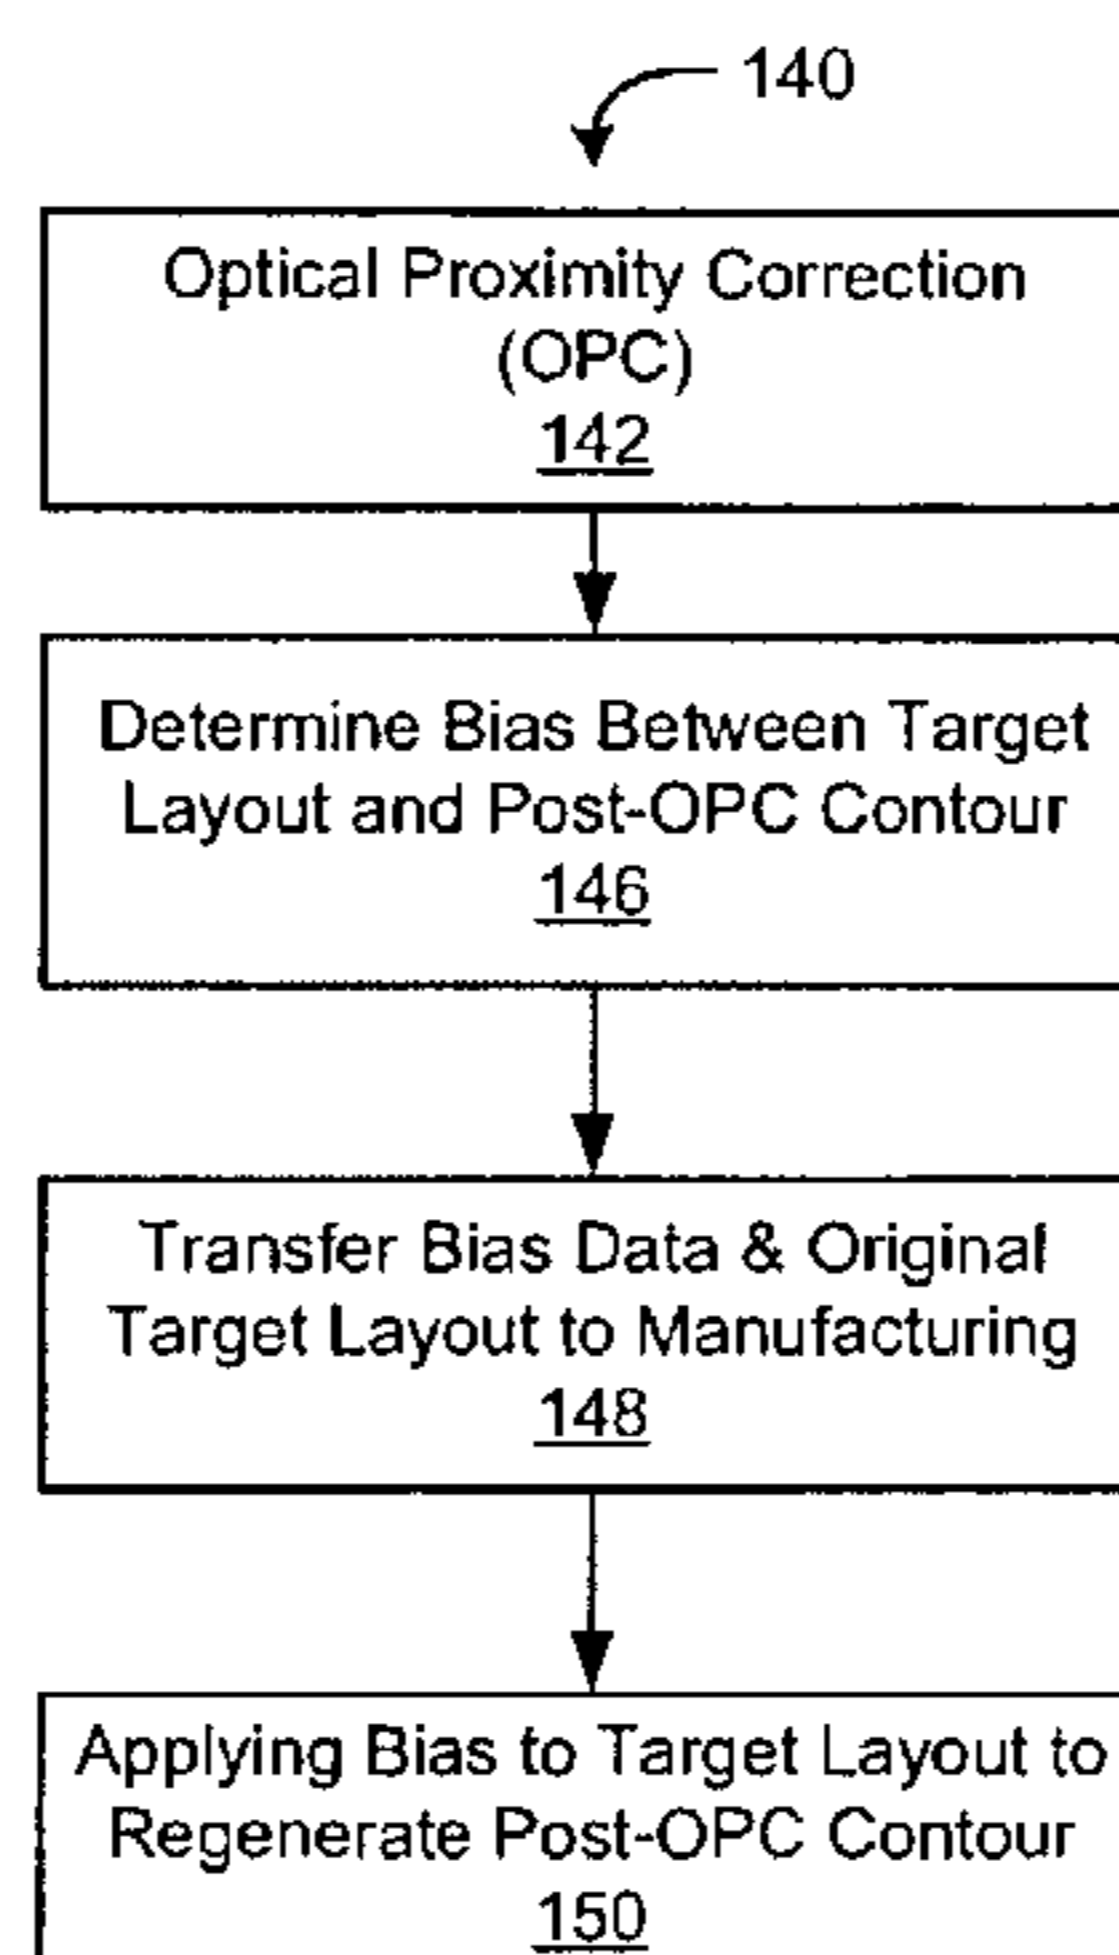 140
Optical Proximity Correction
(OPC)
142
Determine Bias Between Target
Layout and Post-OPC Contour
146
Transfer Bias Data & Original
Target Layout to Manufacturing
148
Applying Bias to Target Layout to
Regenerate Post-OPC Contour
150